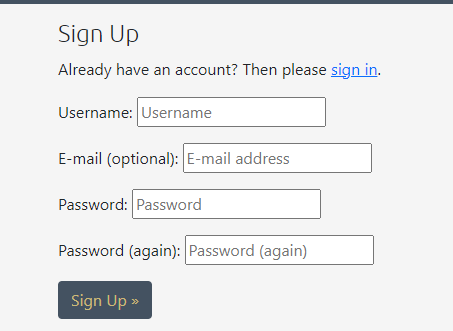 Sign Up
Already have an account? Then please sign in.
Username: Username
E-mail (optional): E-mail address
Password: Password
Password (again): Password (again)
Sign Up »